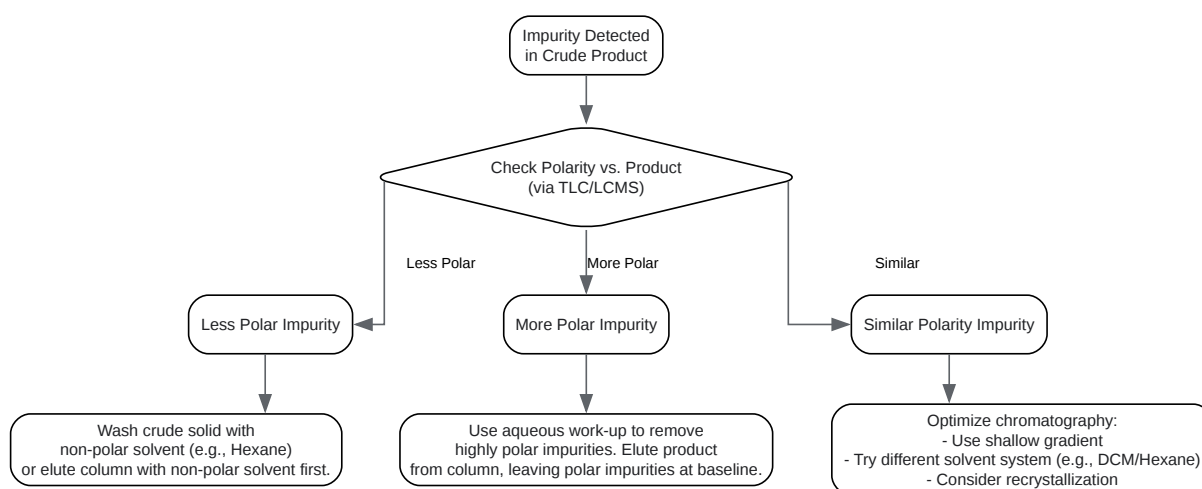 Impurity Detected
in Crude Product
Check Polarity vs. Product
(via TLC/LCMS)
Less Polar
More Polar
Similar
Less Polar Impurity
More Polar Impurity
Similar Polarity Impurity
Wash crude solid with
non-polar solvent (e.g., Hexane)
or elute column with non-polar solvent first.
Use aqueous work-up to remove
highly polar impurities. Elute product
from column, leaving polar impurities at baseline.
Optimize chromatography:
- Use shallow gradient
- Try different solvent system (e.g., DCM/Hexane)
- Consider recrystallization